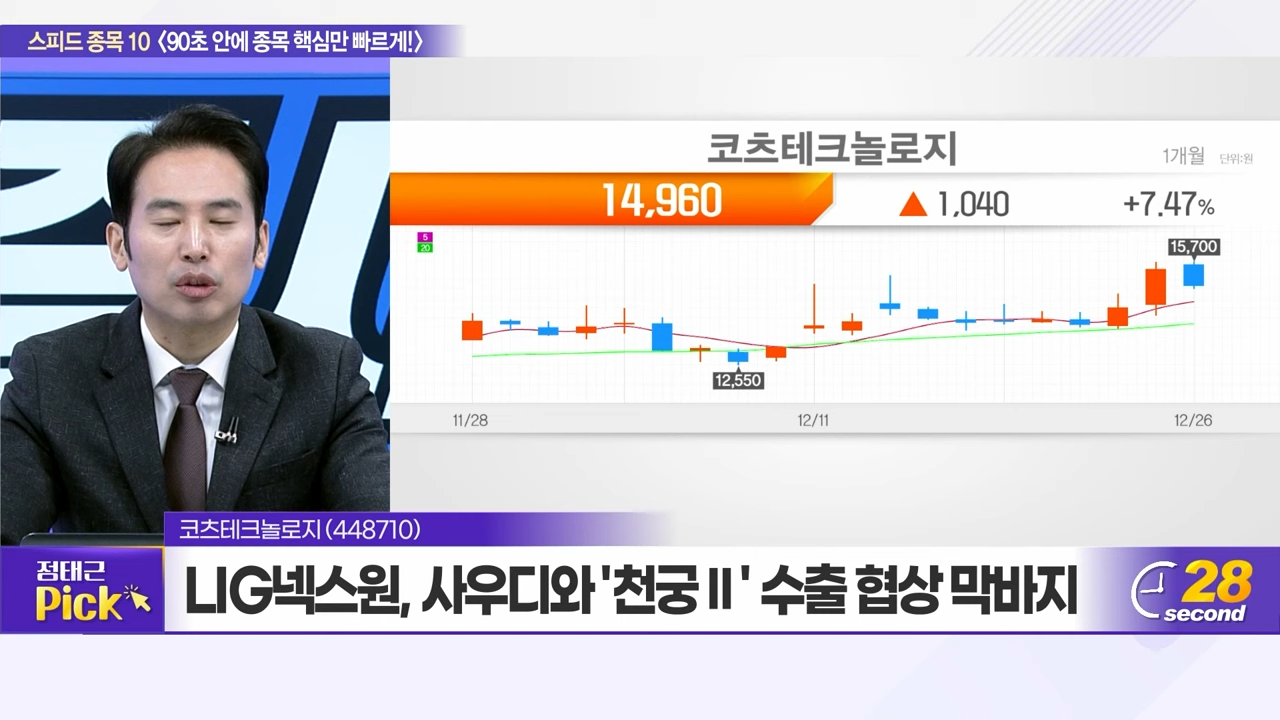 스피드 종목 10 〈90초 안에 종목 핵심만 빠르게!〉
코츠테크놀로지
1개월 단위:원
14,960 ▲ 1,040 +7.47%
5
20
15,700
12,550
11/28 12/11 12/26
코츠테크놀로지 (448710)
점태근 Pick
LIG넥스원, 사우디와 '천궁Ⅱ' 수출 협상 막바지
28 second